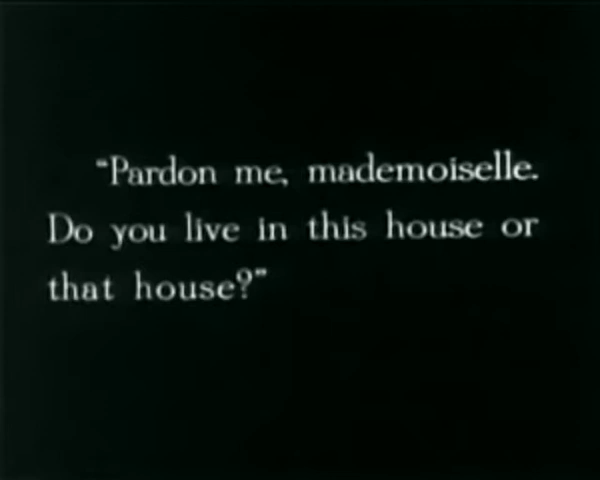 "Pardon me, mademoiselle.
Do you live in this house or
that house?"